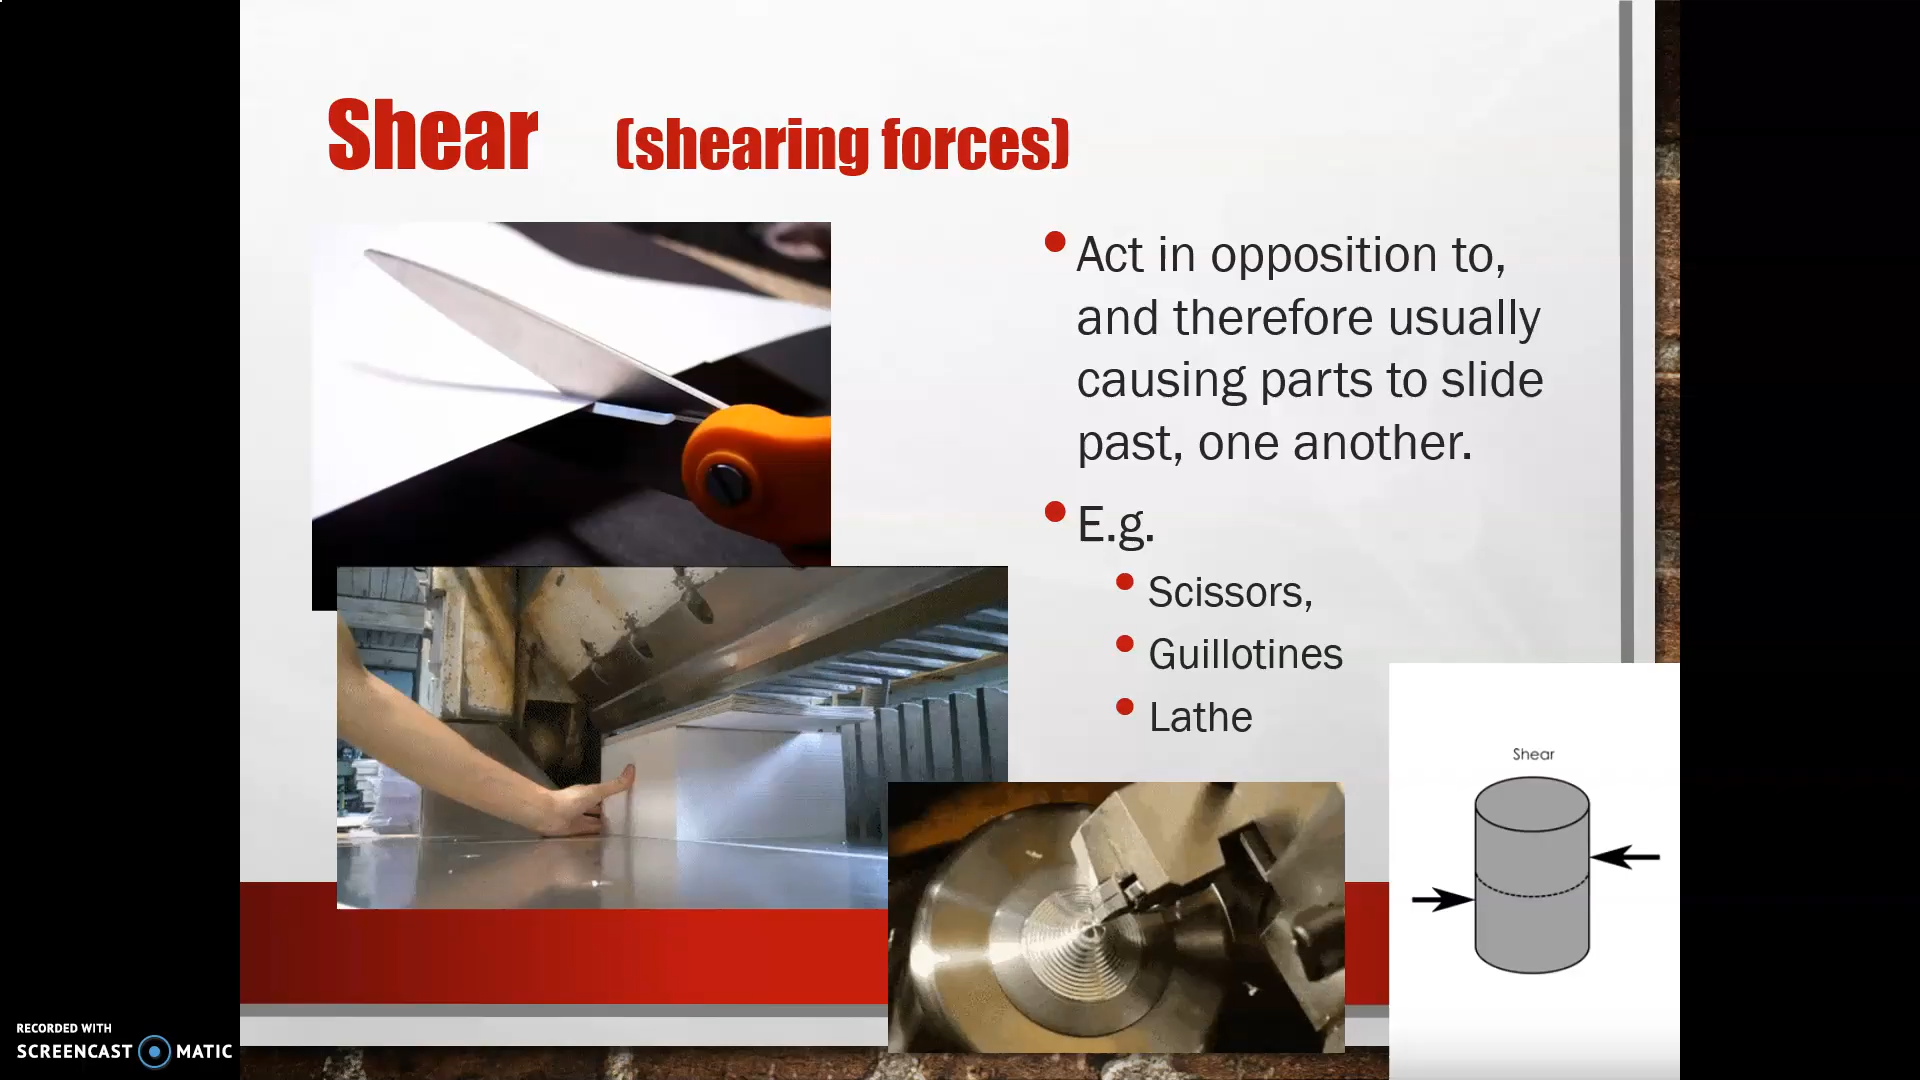 Shear (shearing forces)
Act in opposition to,
and therefore usually
causing parts to slide
past, one another.
E.g.
Scissors,
Guillotines
Lathe
Shear
RECORDED WITH
SCREENCAST MATIC